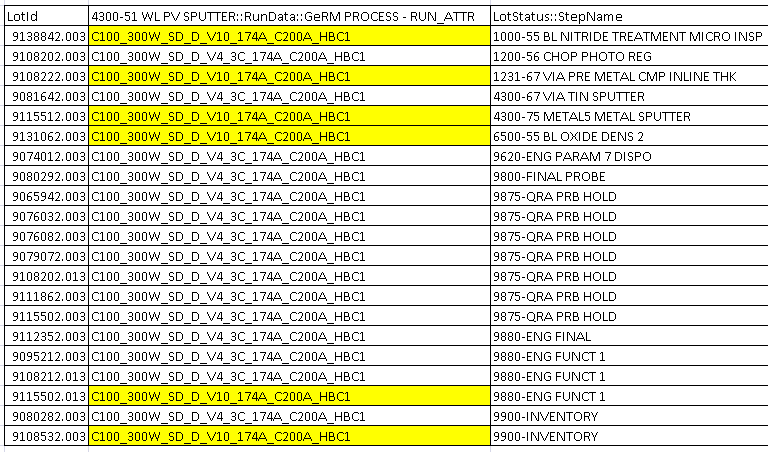 LotId 4300-51 WL PV SPUTTER::RunData::GeRM PROCESS - RUN_ATTR LotStatus::StepName
9138842.003 C100_300W_SD_D_V10_174A_C200A_HBC1 1000-55 BL NITRIDE TREATMENT MICRO INSP
9108202.003 C100_300W_SD_D_V4_3C_174A_C200A_HBC1 1200-56 CHOP PHOTO REG
9108222.003 C100_300W_SD_D_V10_174A_C200A_HBC1 1231-67 VIA PRE METAL CMP INLINE THK
9081642.003 C100_300W_SD_D_V4_3C_174A_C200A_HBC1 4300-67 VIA TIN SPUTTER
9115512.003 C100_300W_SD_D_V10_174A_C200A_HBC1 4300-75 METAL5 METAL SPUTTER
9131062.003 C100_300W_SD_D_V10_174A_C200A_HBC1 6500-55 BL OXIDE DENS 2
9074012.003 C100_300W_SD_D_V4_3C_174A_C200A_HBC1 9620-ENG PARAM 7 DISPO
9080292.003 C100_300W_SD_D_V4_3C_174A_C200A_HBC1 9800-FINAL PROBE
9065942.003 C100_300W_SD_D_V4_3C_174A_C200A_HBC1 9875-QRA PRB HOLD
9076032.003 C100_300W_SD_D_V4_3C_174A_C200A_HBC1 9875-QRA PRB HOLD
9076082.003 C100_300W_SD_D_V4_3C_174A_C200A_HBC1 9875-QRA PRB HOLD
9079072.003 C100_300W_SD_D_V4_3C_174A_C200A_HBC1 9875-QRA PRB HOLD
9108202.013 C100_300W_SD_D_V4_3C_174A_C200A_HBC1 9875-QRA PRB HOLD
9111862.003 C100_300W_SD_D_V4_3C_174A_C200A_HBC1 9875-QRA PRB HOLD
9115502.003 C100_300W_SD_D_V4_3C_174A_C200A_HBC1 9875-QRA PRB HOLD
9112352.003 C100_300W_SD_D_V4_3C_174A_C200A_HBC1 9880-ENG FINAL
9095212.003 C100_300W_SD_D_V4_3C_174A_C200A_HBC1 9880-ENG FUNCT 1
9108212.013 C100_300W_SD_D_V4_3C_174A_C200A_HBC1 9880-ENG FUNCT 1
9115502.013 C100_300W_SD_D_V10_174A_C200A_HBC1 9880-ENG FUNCT 1
9080282.003 C100_300W_SD_D_V4_3C_174A_C200A_HBC1 9900-INVENTORY
9108532.003 C100_300W_SD_D_V10_174A_C200A_HBC1 9900-INVENTORY